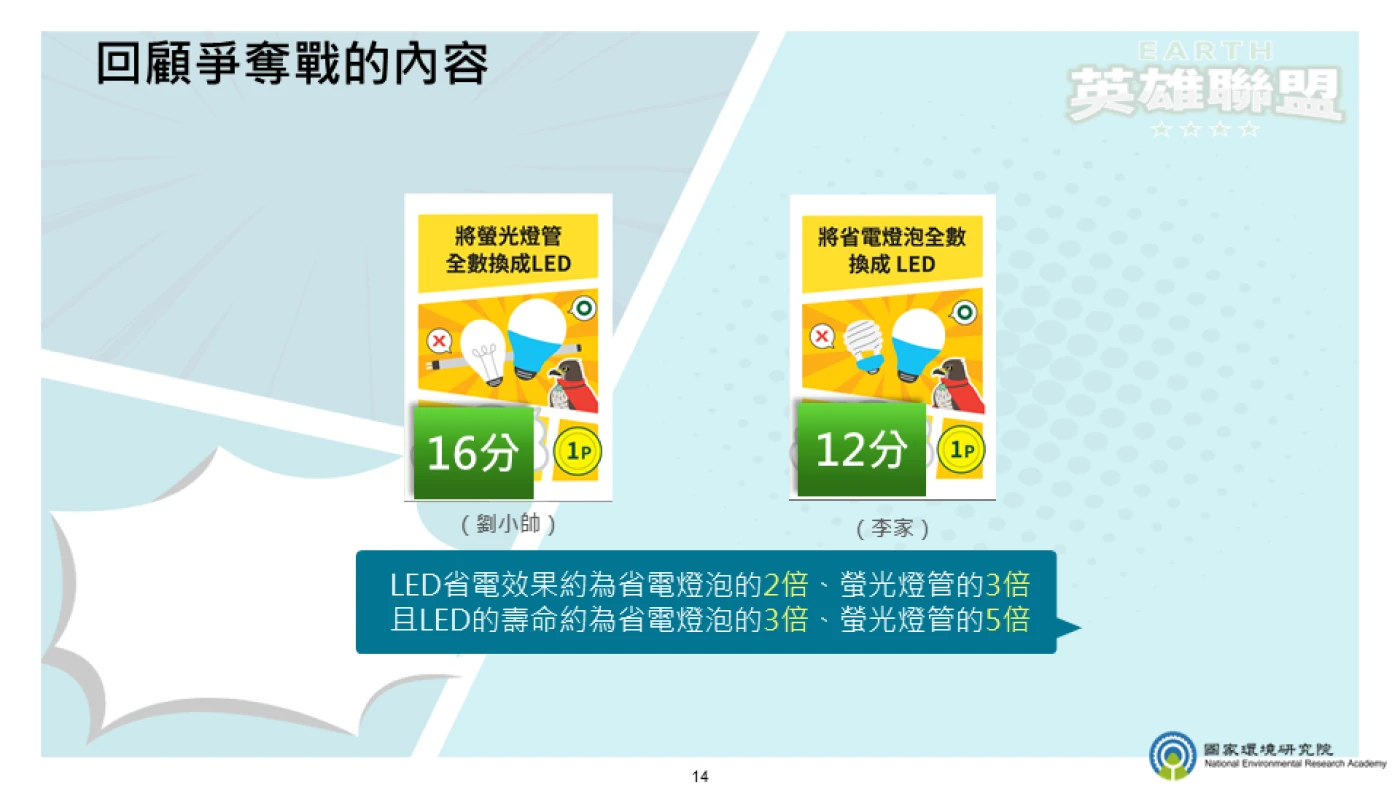 回顧爭奪戰的內容
EARTH
英雄聯盟
將螢光燈管
全數換成LED
16分
1P
(劉小帥)
將省電燈泡全數
換成 LED
12分
1P
(李家)
LED省電效果約為省電燈泡的2倍、螢光燈管的3倍
且LED的壽命約為省電燈泡的3倍、螢光燈管的5倍
國家環境研究院
National Environmental Research Academy
14